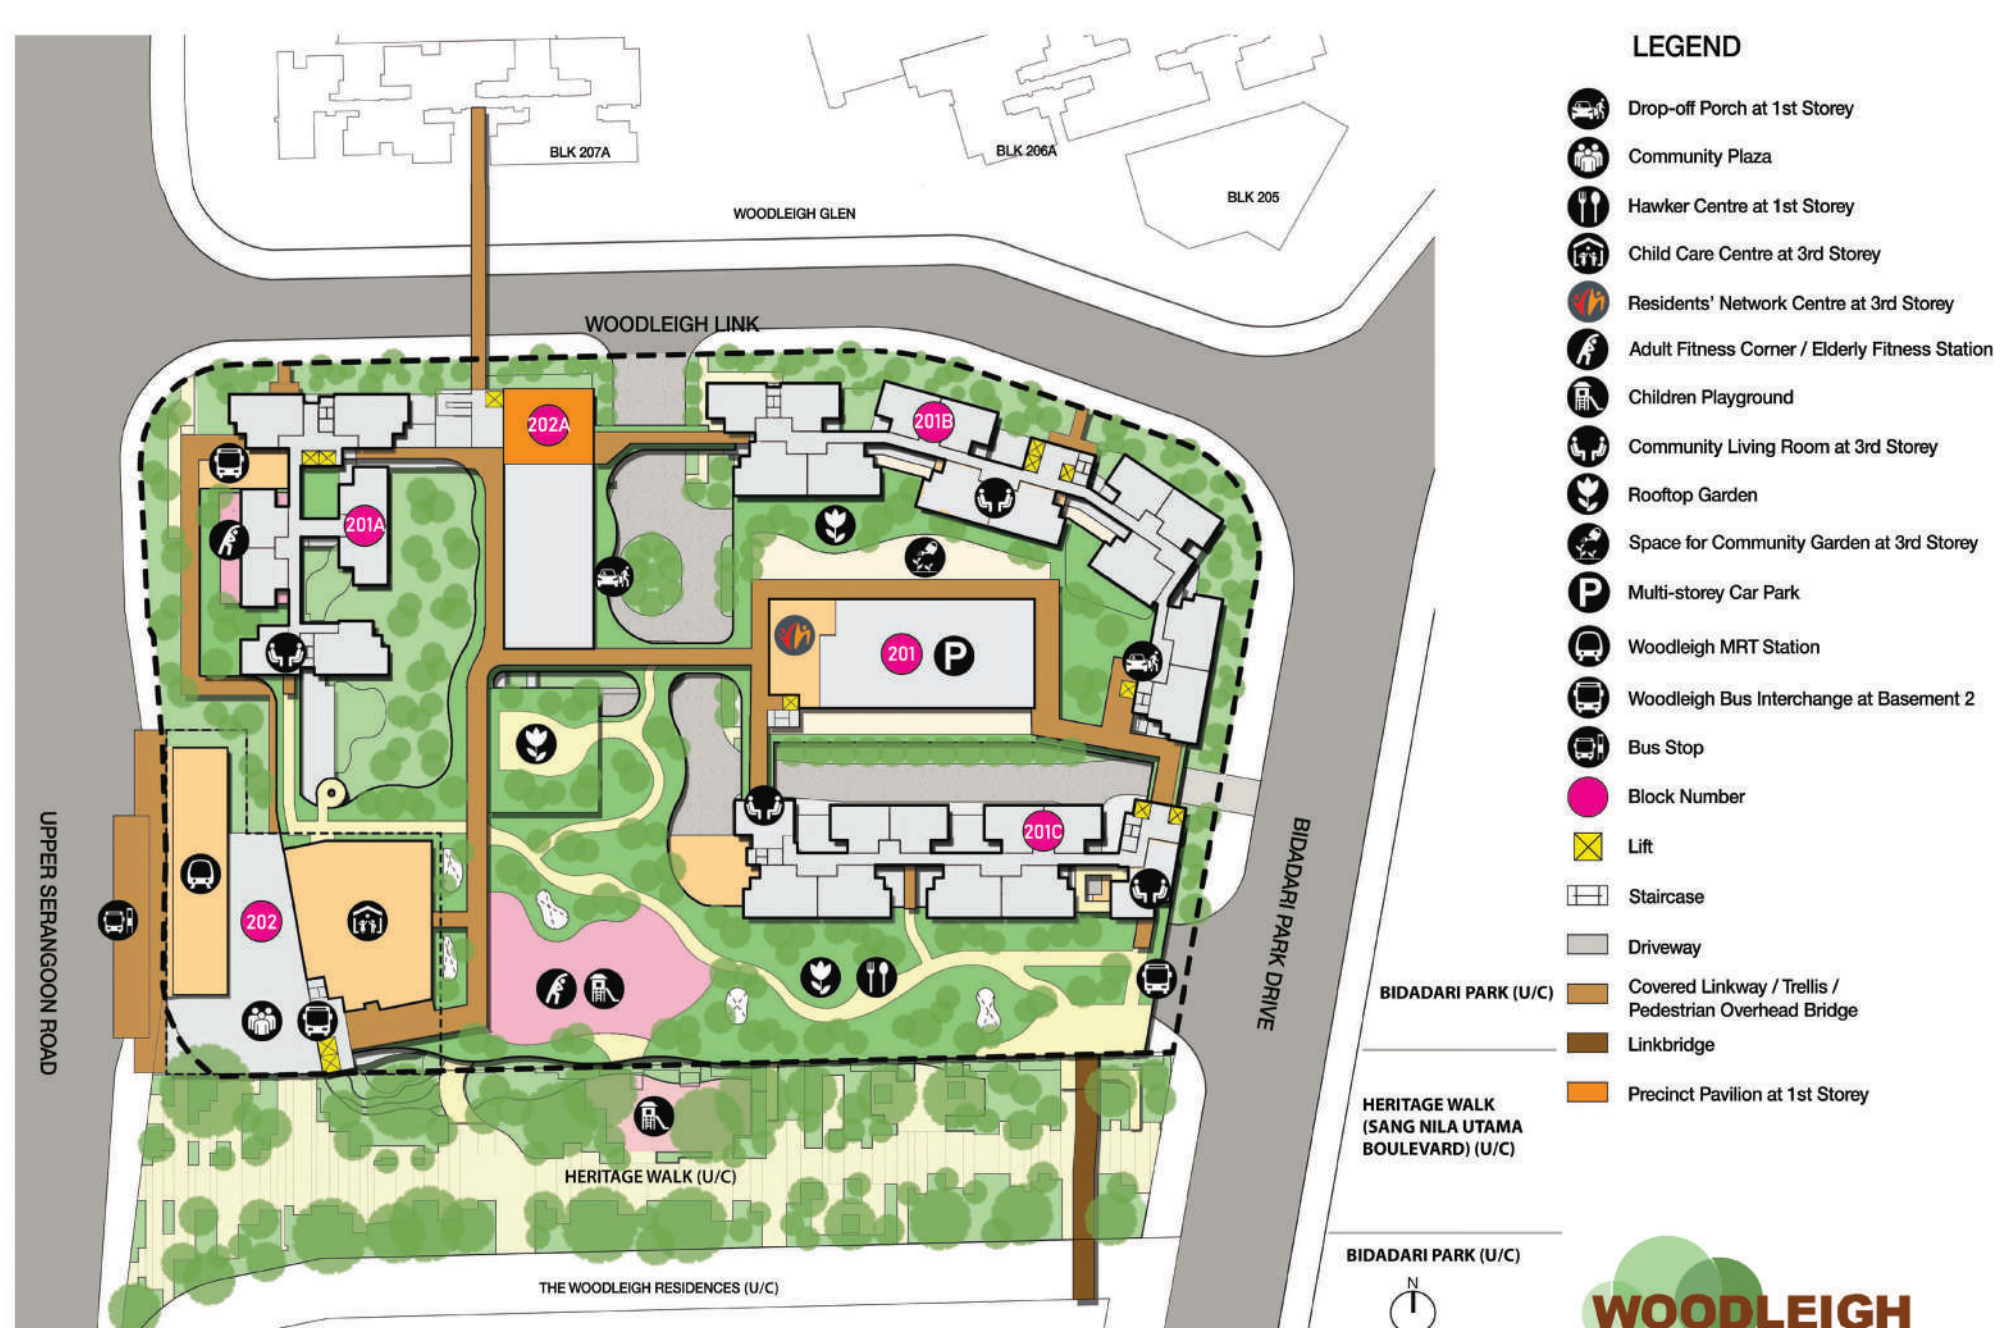 BLK 207A
BLK 206A
BLK 205
WOODLEIGH GLEN
WOODLEIGH LINK
202A
201B
201A
201
P
201C
202
UPPER SERANGOON ROAD
BIDADARI PARK DRIVE
HERITAGE WALK (U/C)
THE WOODLEIGH RESIDENCES (U/C)
BIDADARI PARK (U/C)
HERITAGE WALK
(SANG NILA UTAMA
BOULEVARD) (U/C)
BIDADARI PARK (U/C)
N
LEGEND
Drop-off Porch at 1st Storey
Community Plaza
Hawker Centre at 1st Storey
Child Care Centre at 3rd Storey
Residents' Network Centre at 3rd Storey
Adult Fitness Corner / Elderly Fitness Station
Children Playground
Community Living Room at 3rd Storey
Rooftop Garden
Space for Community Garden at 3rd Storey
P Multi-storey Car Park
Woodleigh MRT Station
Woodleigh Bus Interchange at Basement 2
Bus Stop
Block Number
Lift
Staircase
Driveway
Covered Linkway / Trellis /
Pedestrian Overhead Bridge
Linkbridge
Precinct Pavilion at 1st Storey
WOODLEIGH